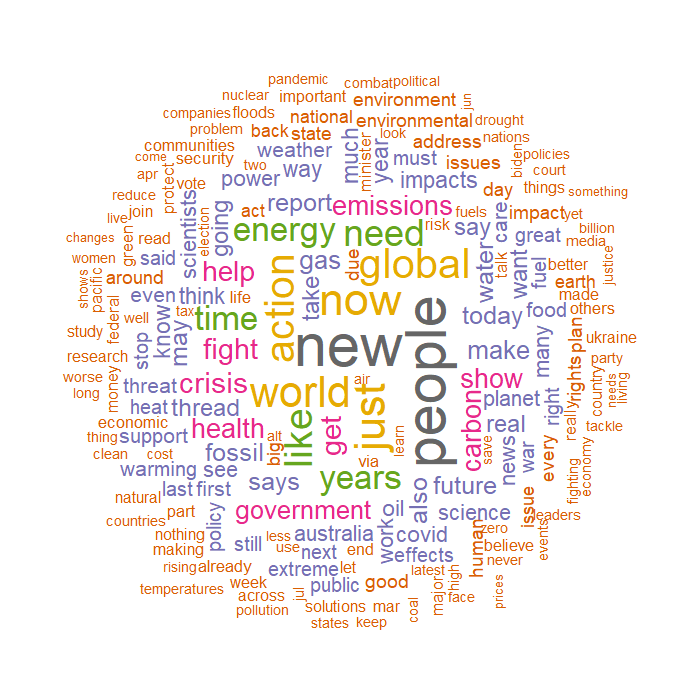 pandemic
combat
political
nuclear
important
environment
jun
companies
floods
national
environmental
drought
problem
back
state
much
year
minister
look
address
nations
communities
weather
must
issues
biden
policies
come
security
two
way
impacts
court
apr
vote
power
day
things
something
protect
report
emissions
fuels
reduce
scientists
act
say
care
impact
yet
live
join
going
energy
need
risk
great
billion
changes
green
read
election
due
talk
media
women
said
gas
global
water
want
fuel
better
justice
shows
pacific
around
help
action
take
earth
even
think
life
now
made
federal
well
know
tax
time
new
people
today
food
others
study
stop
may
fight
make
many
rights
plan
ukraine
research
crisis
world
air
just
show
country
party
worse
threat
planet
right
really
needs
living
long
money
heat
thread
like
get
carbon
real
economic
health
big
alt
learn
save
news
war
every
tackle
thing
support
fossil
via
fighting
economy
clean
cost
warming
see
years
also
future
issue
leaders
natural
last
first
says
science
part
government
oil
events
countries
policy
less
australia
work
covid
human
zero
nothing
still
use
next
end
effects
believe
making
never
rising
already
extreme
let
latest
temperatures
week
jul
public
good
major
high
across
coal
face
prices
pollution
solutions
mar
states
keep